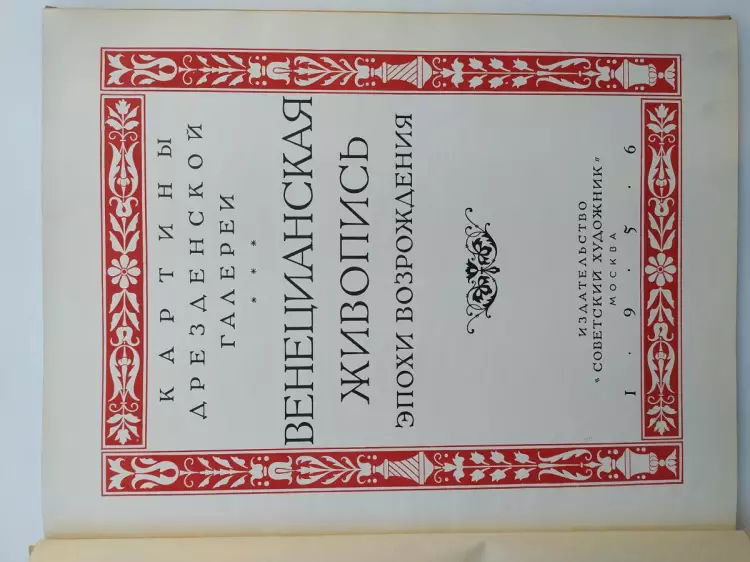 КАРТИНЫ
ДРЕЗДЕНСКОЙ
ГАЛЕРЕИ
* * *
ВЕНЕЦИАНСКАЯ
ЖИВОПИСЬ
ЭПОХИ ВОЗРОЖДЕНИЯ
ИЗДАТЕЛЬСТВО
„СОВЕТСКИЙ ХУДОЖНИК"
МОСКВА
1 · 9 · 5 · 6